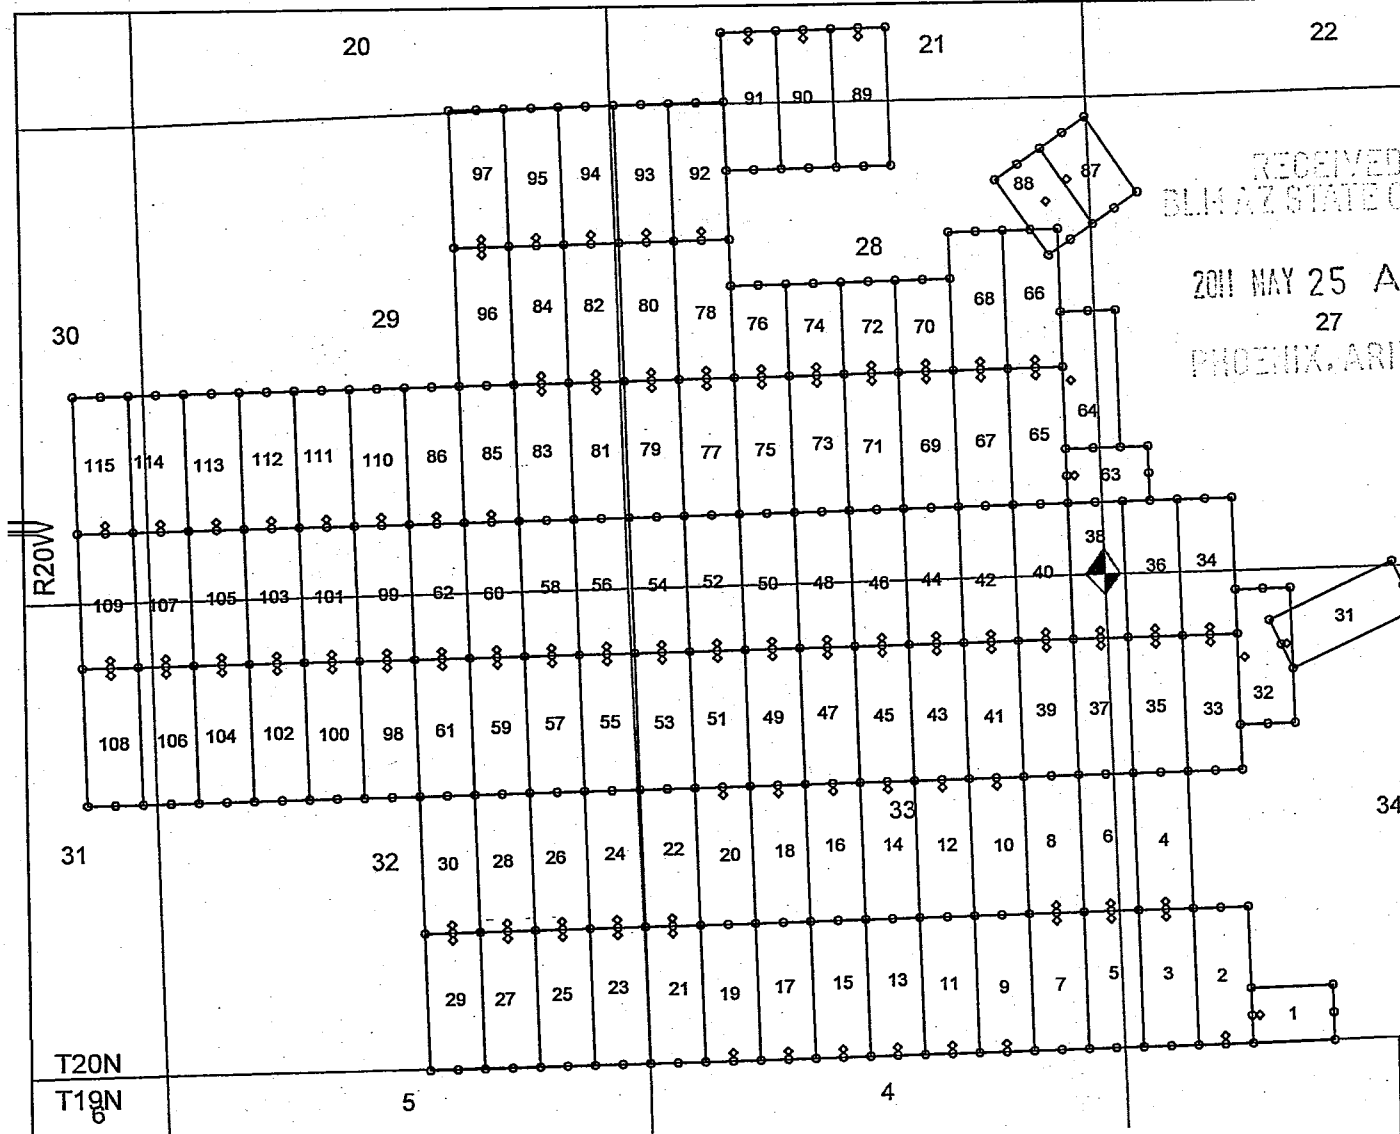 20 21 22
91 90 89
97 95 94 93 92 88 87
RECEIVED
BLM AZ STATE O
28
2011 MAY 25 A
27
PHOENIX, ARI
30 29 96 84 82 80 78 76 74 72 70 68 66
64
115 114 113 112 111 110 86 85 83 81 79 77 75 73 71 69 67 65
63
R20W
38
109 107 105 103 101 99 62 60 58 56 54 52 50 48 46 44 42 40 36 34
31
108 106 104 102 100 98 61 59 57 55 53 51 49 47 45 43 41 39 37 35 33 32
33 34
31 32 30 28 26 24 22 20 18 16 14 12 10 8 6 4
29 27 25 23 21 19 17 15 13 11 9 7 5 3 2 1
T20N
T19N
6 5 4